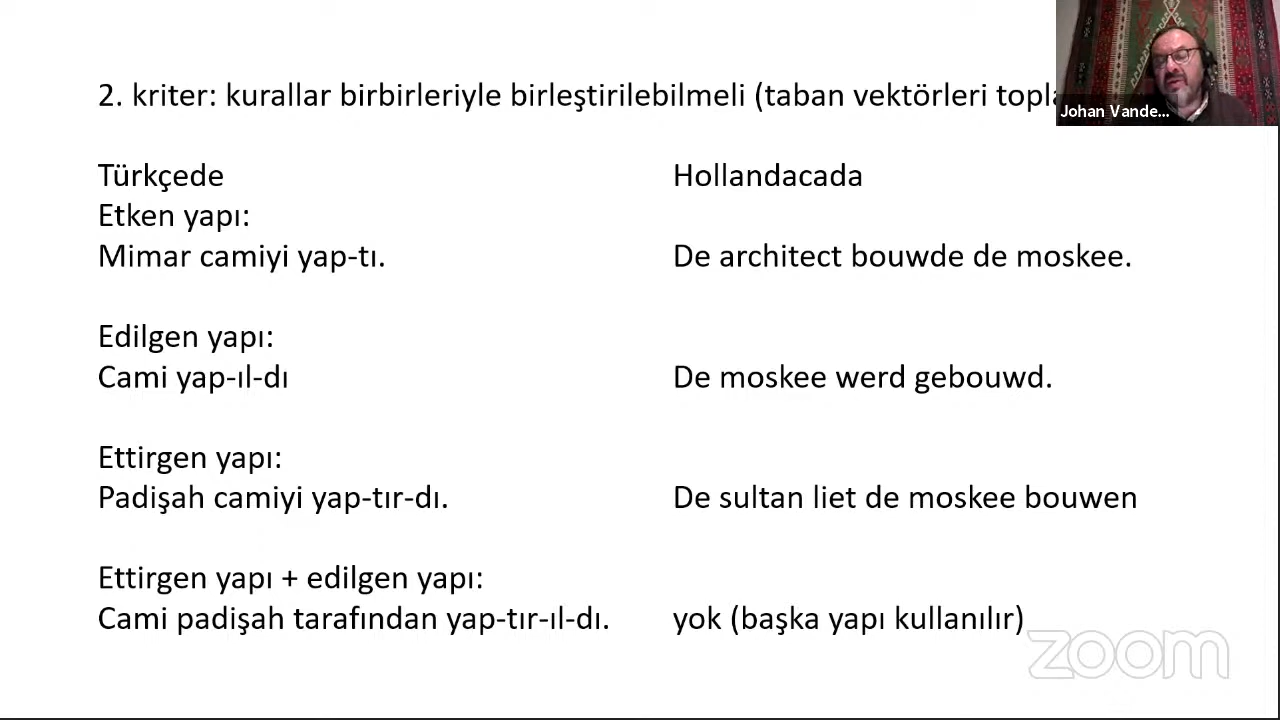 2. kriter: kurallar birbirleriyle birleştirilebilmeli (taban vektörleri
Johan Vande...
Türkçede
Hollandacada
Etken yapı:
Mimar camiyi yap-tı.
De architect bouwde de moskee.
Edilgen yapı:
Cami yap-ıl-dı
De moskee werd gebouwd.
Ettirgen yapı:
Padişah camiyi yap-tır-dı.
De sultan liet de moskee bouwen
Ettirgen yapı + edilgen yapı:
Cami padişah tarafından yap-tır-ıl-dı.
yok (başka yapı kullanılır)
zoom